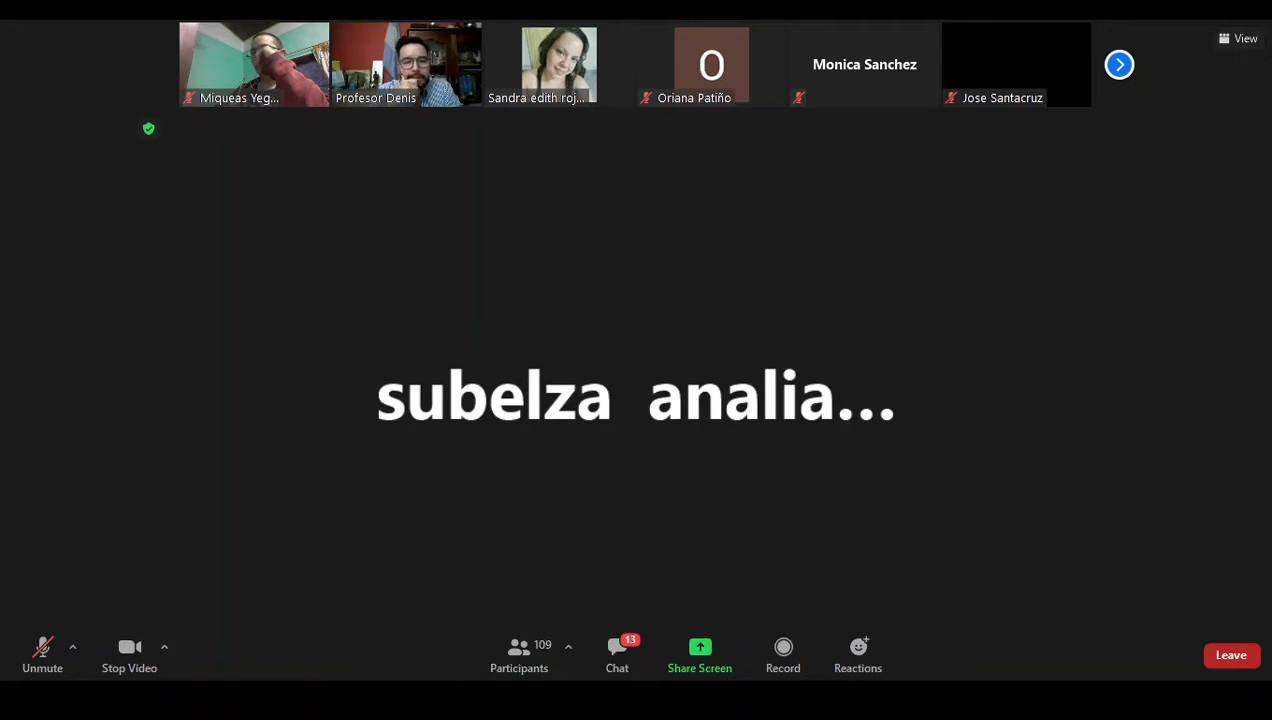 View
O
Monica Sanchez
Miqueas Yeg...
Profesor Denis
Sandra edith roj...
Oriana Patiño
Jose Santacruz
subelza analia...
109
13
Unmute
Stop Video
Participants
Chat
Share Screen
Record
Reactions
Leave